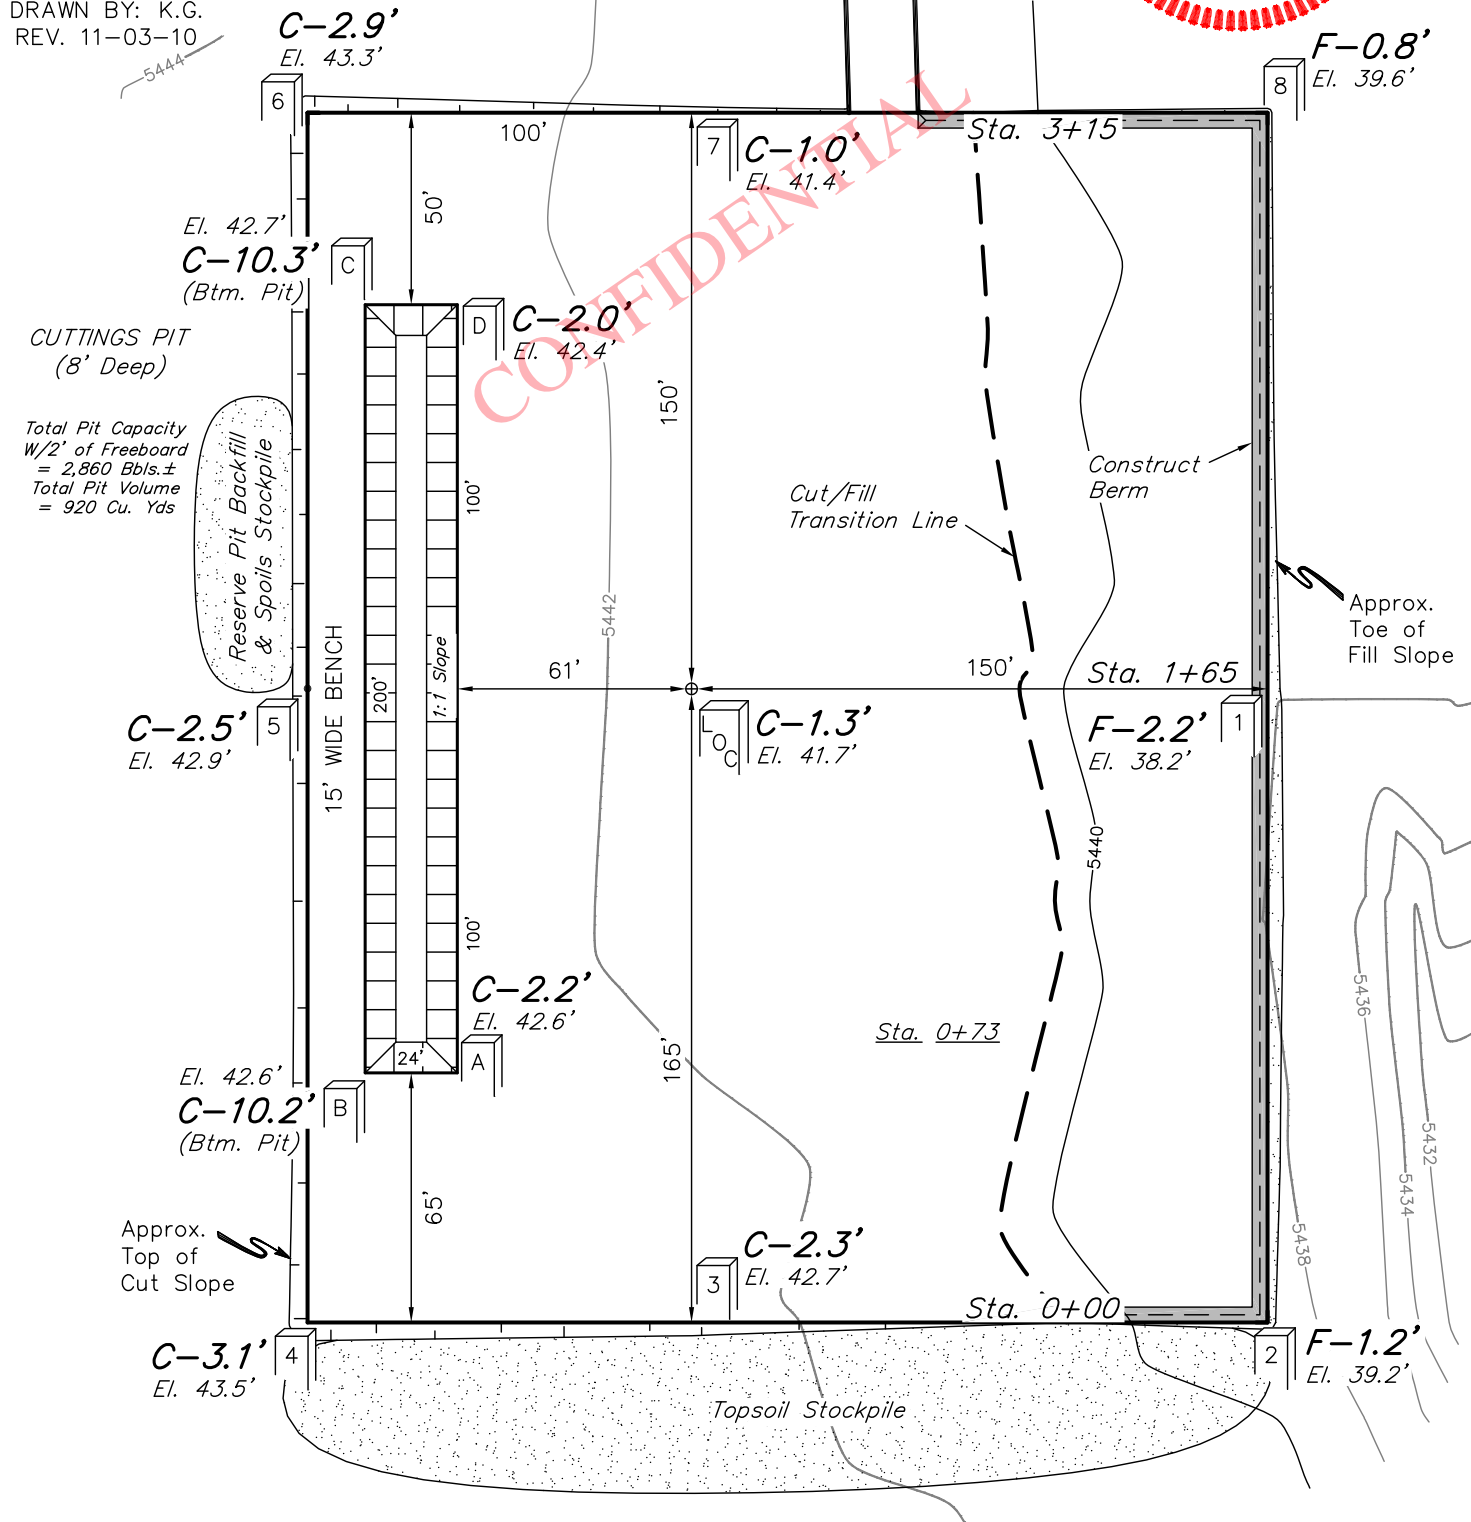 DRAWN BY: K.G.
REV. 11-03-10
5444
C-2.9'
El. 43.3'
6
F-0.8'
El. 39.6'
8
100'
7
C-1.0'
El. 41.4'
Sta. 3+15
CONFIDENTIAL
50'
El. 42.7'
C-10.3'
(Btm. Pit)
C
D
C-2.0'
El. 42.4'
CUTTINGS PIT
(8' Deep)
150'
Total Pit Capacity
W/2' of Freeboard
= 2,860 Bbls.±
Total Pit Volume
= 920 Cu. Yds
Reserve Pit Backfill
& Spoils Stockpile
100'
Cut/Fill
Transition Line
Construct
Berm
5442
Approx.
Toe of
Fill Slope
15' WIDE BENCH
200'
1:1 Slope
61'
150'
Sta. 1+65
C-2.5'
El. 42.9'
5
LOC
C-1.3'
El. 41.7'
F-2.2'
El. 38.2'
1
5440
100'
C-2.2'
El. 42.6'
A
24'
165'
Sta. 0+73
5436
El. 42.6'
C-10.2'
(Btm. Pit)
B
5432
5434
5438
65'
Approx.
Top of
Cut Slope
3
C-2.3'
El. 42.7'
Sta. 0+00
C-3.1'
El. 43.5'
4
2
F-1.2'
El. 39.2'
Topsoil Stockpile